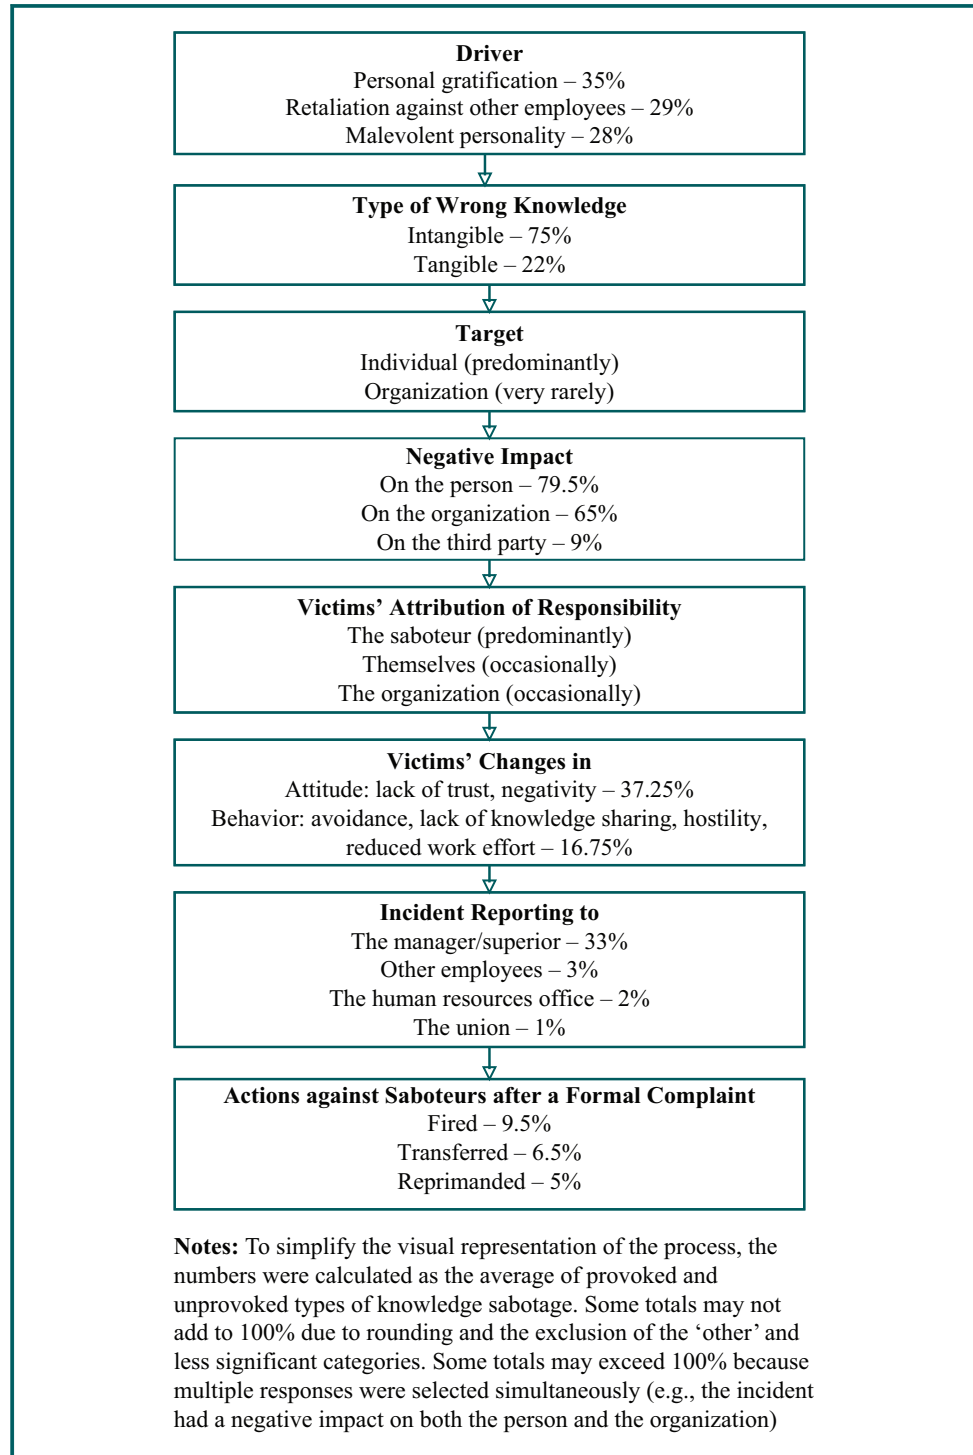 Driver
Personal gratification – 35%
Retaliation against other employees – 29%
Malevolent personality – 28%
Type of Wrong Knowledge
Intangible – 75%
Tangible – 22%
Target
Individual (predominantly)
Organization (very rarely)
Negative Impact
On the person – 79.5%
On the organization – 65%
On the third party – 9%
Victims’ Attribution of Responsibility
The saboteur (predominantly)
Themselves (occasionally)
The organization (occasionally)
Victims’ Changes in
Attitude: lack of trust, negativity – 37.25%
Behavior: avoidance, lack of knowledge sharing, hostility,
reduced work effort – 16.75%
Incident Reporting to
The manager/superior – 33%
Other employees – 3%
The human resources office – 2%
The union – 1%
Actions against Saboteurs after a Formal Complaint
Fired – 9.5%
Transferred – 6.5%
Reprimanded – 5%
Notes: To simplify the visual representation of the process, the
numbers were calculated as the average of provoked and
unprovoked types of knowledge sabotage. Some totals may not
add to 100% due to rounding and the exclusion of the ‘other’ and
less significant categories. Some totals may exceed 100% because
multiple responses were selected simultaneously (e.g., the incident
had a negative impact on both the person and the organization)